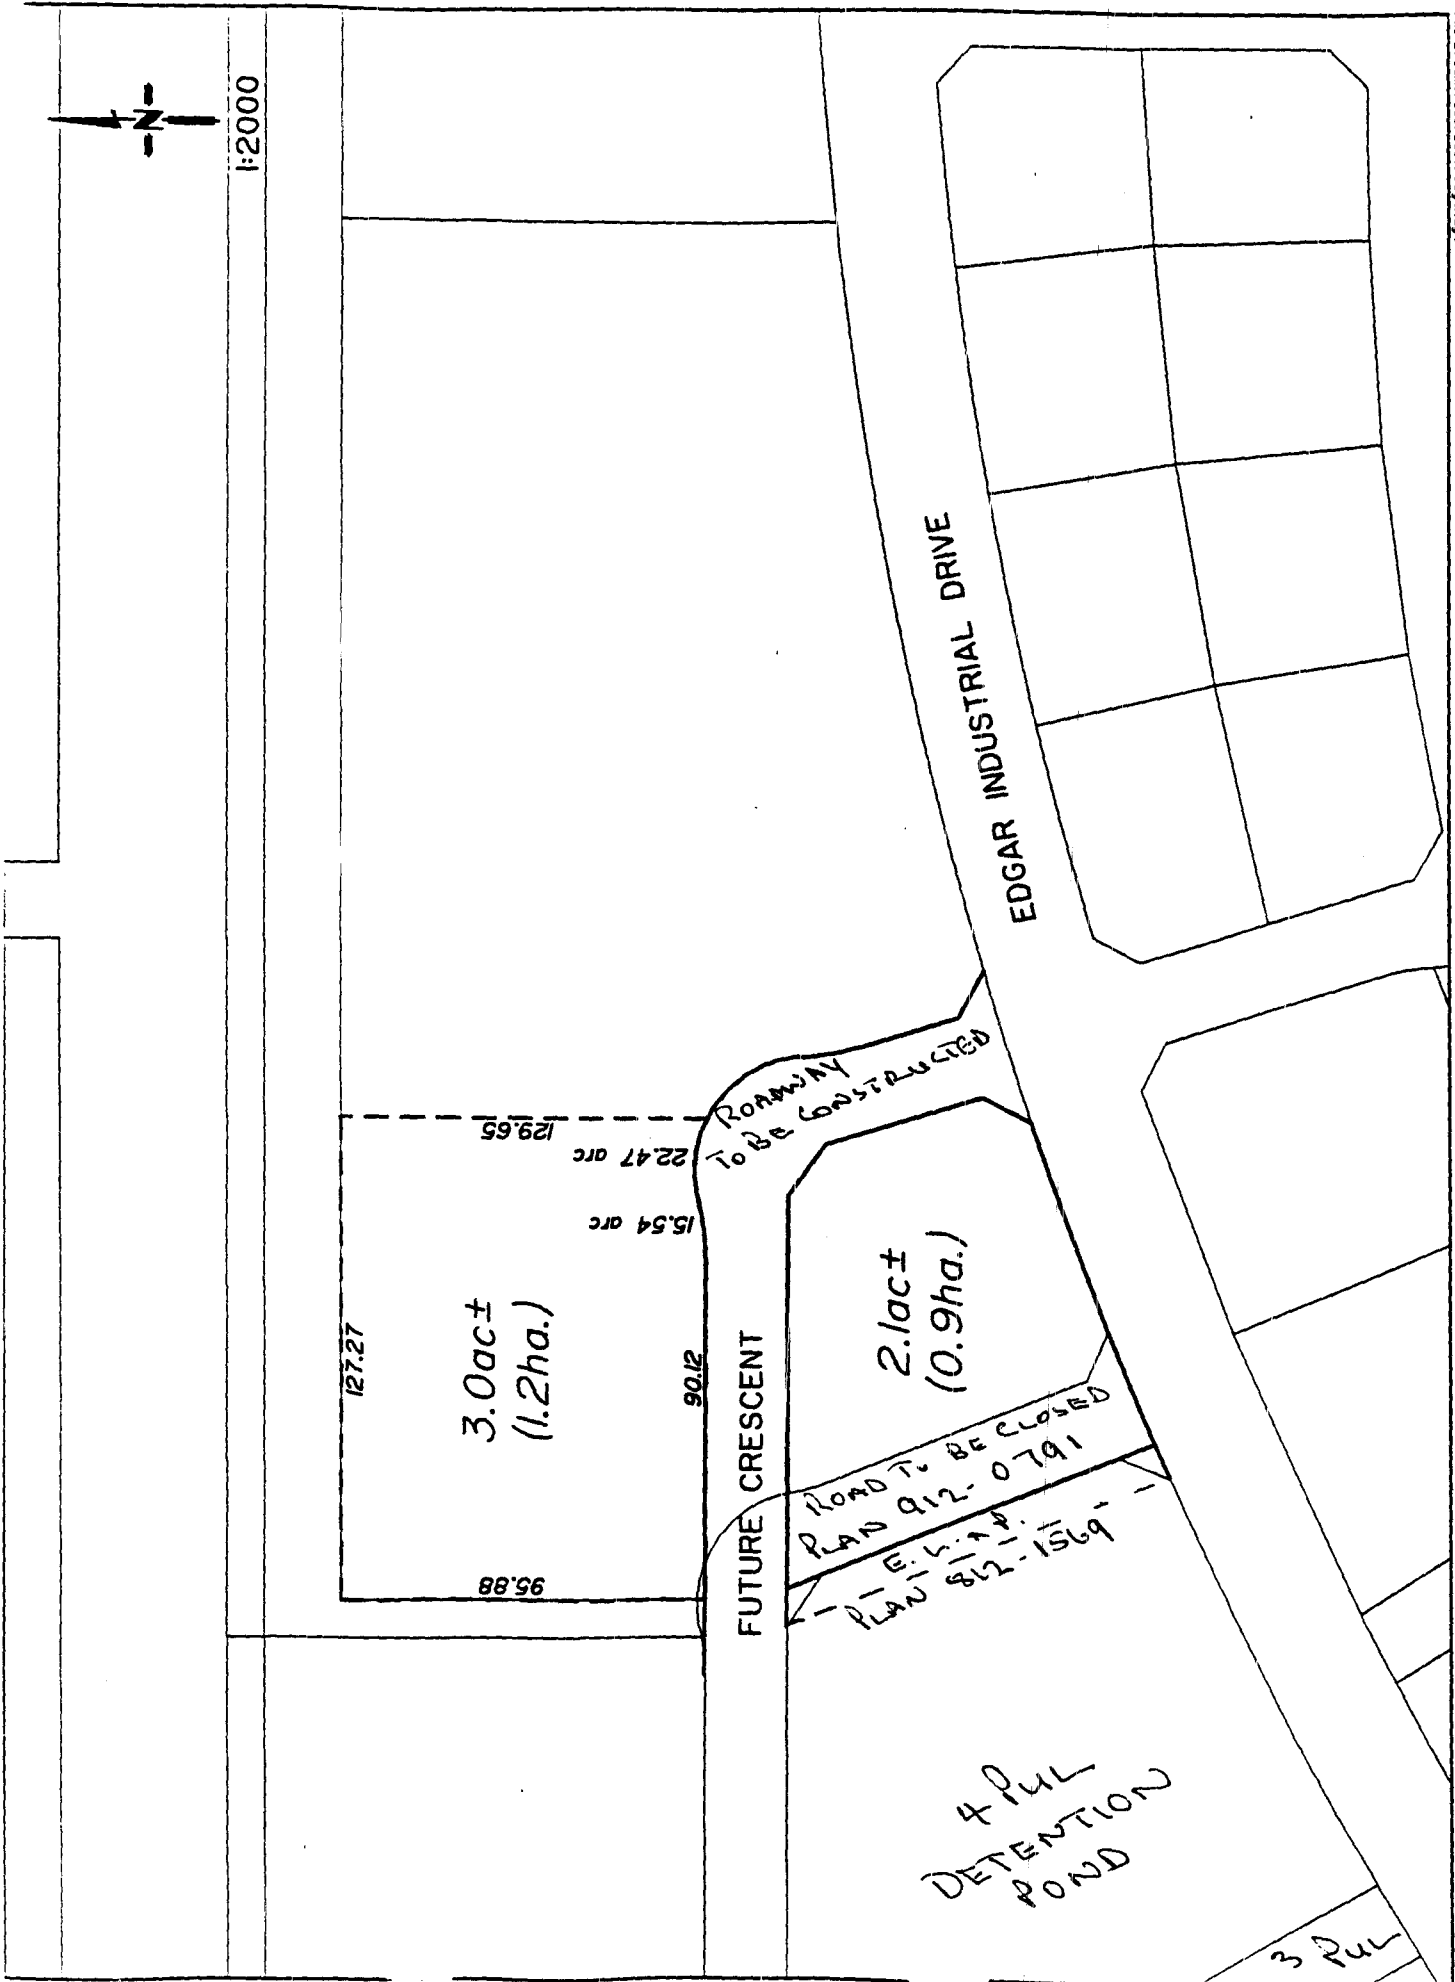 N
1:2000
127.27
129.65
22.47 arc
15.54 arc
3.0ac±
(1.2ha.)
90.12
95.88
FUTURE CRESCENT
ROADWAY
TO BE CONSTRUCTED
EDGAR INDUSTRIAL DRIVE
2.1ac±
(0.9ha.)
ROAD TO BE CLOSED
PLAN 912-0791
PLAN 812-1569
4 PUL
DETENTION
POND
3 PUL